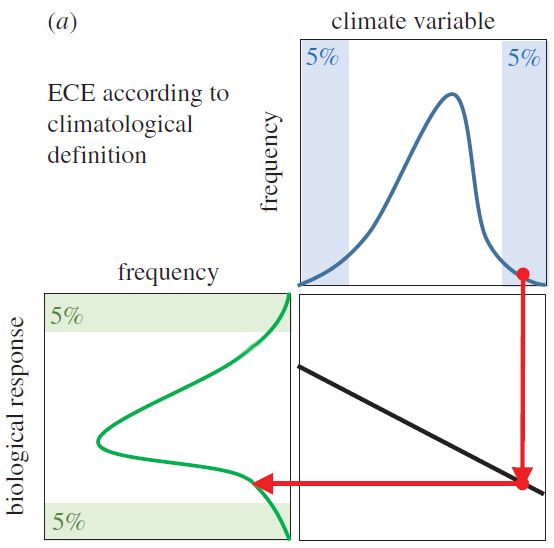 (a)
climate variable
5%
5%
ECE according to
climatological
definition
frequency
frequency
5%
biological response
5%